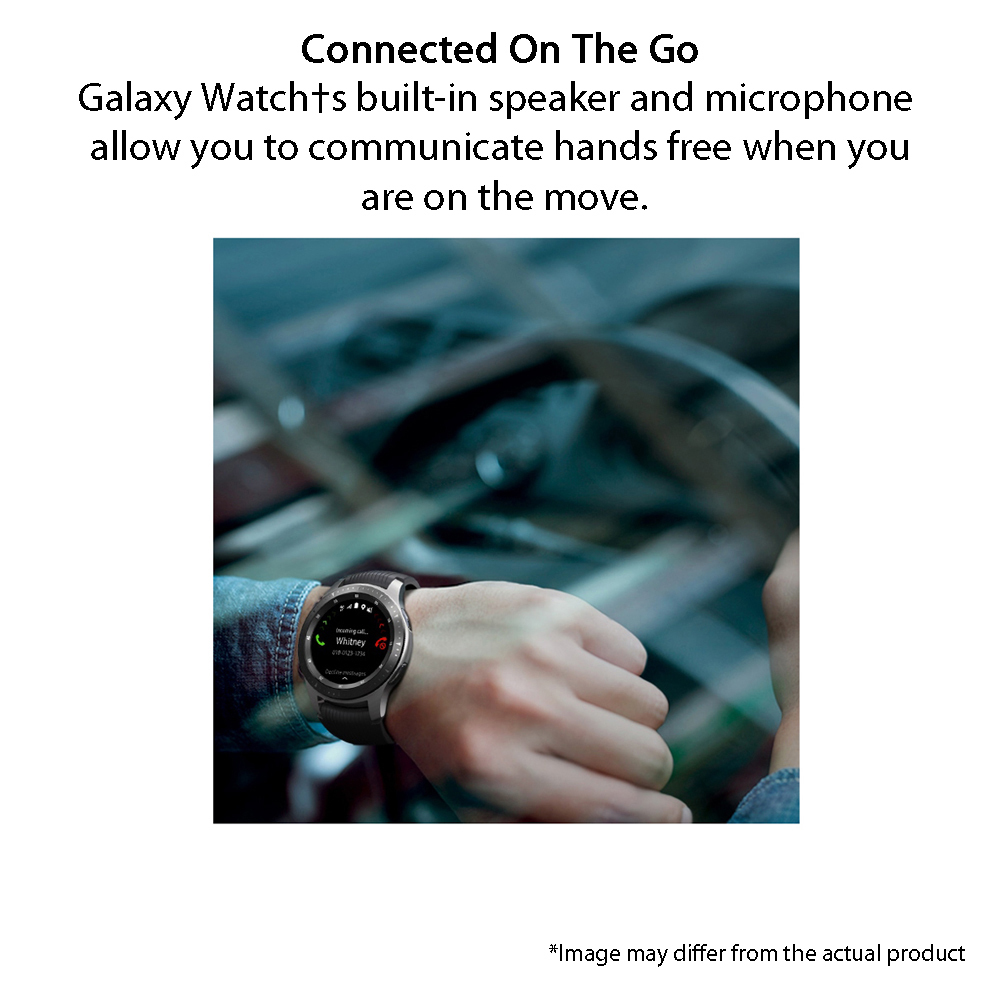 Connected On The Go
Galaxy Watch†s built-in speaker and microphone
allow you to communicate hands free when you
are on the move.
Incoming call...
Whitney
*Image may differ from the actual product